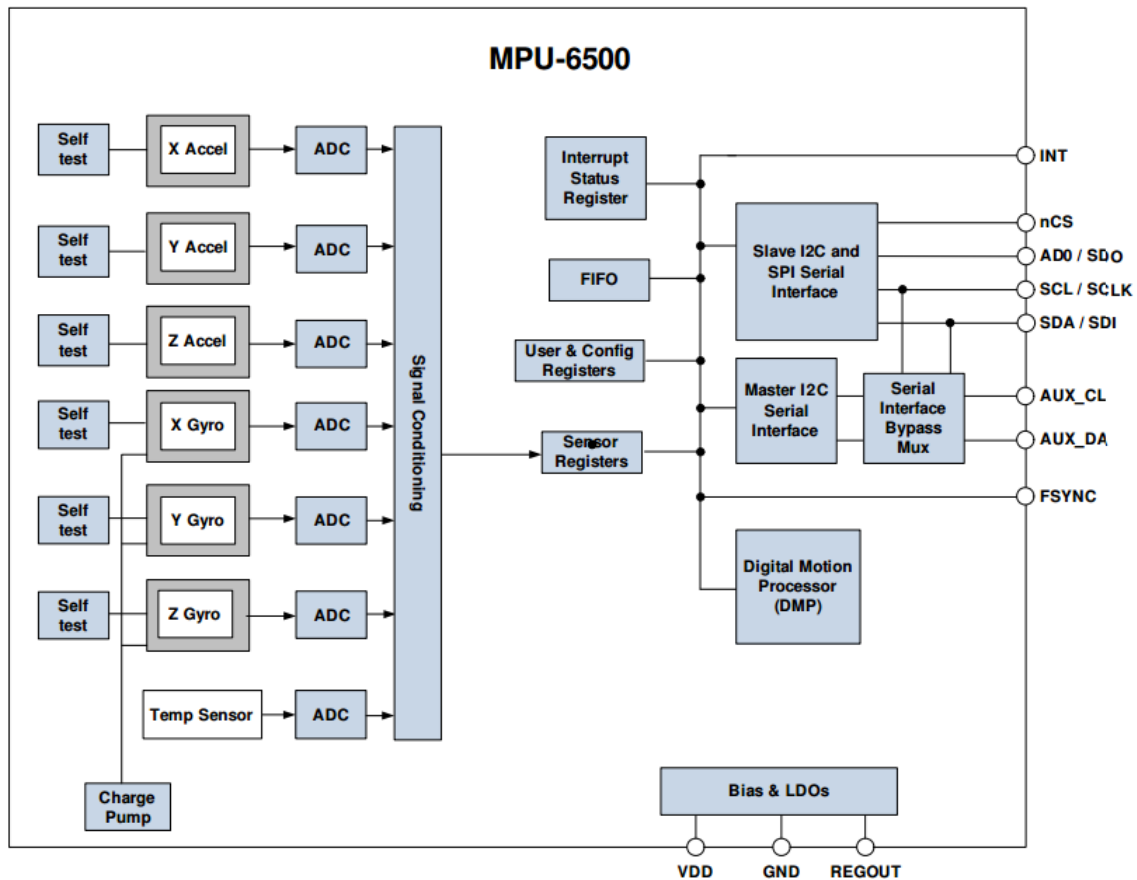 MPU-6500
Self
test
X Accel
ADC
Self
test
Y Accel
ADC
Self
test
Z Accel
ADC
Self
test
X Gyro
ADC
Self
test
Y Gyro
ADC
Self
test
Z Gyro
ADC
Temp Sensor
ADC
Charge
Pump
Signal Conditioning
Interrupt
Status
Register
FIFO
User & Config
Registers
Sensor
Registers
Slave I2C and
SPI Serial
Interface
Master I2C
Serial
Interface
Serial
Interface
Bypass
Mux
Digital Motion
Processor
(DMP)
Bias & LDOs
INT
nCS
AD0 / SDO
SCL / SCLK
SDA / SDI
AUX_CL
AUX_DA
FSYNC
VDD
GND
REGOUT